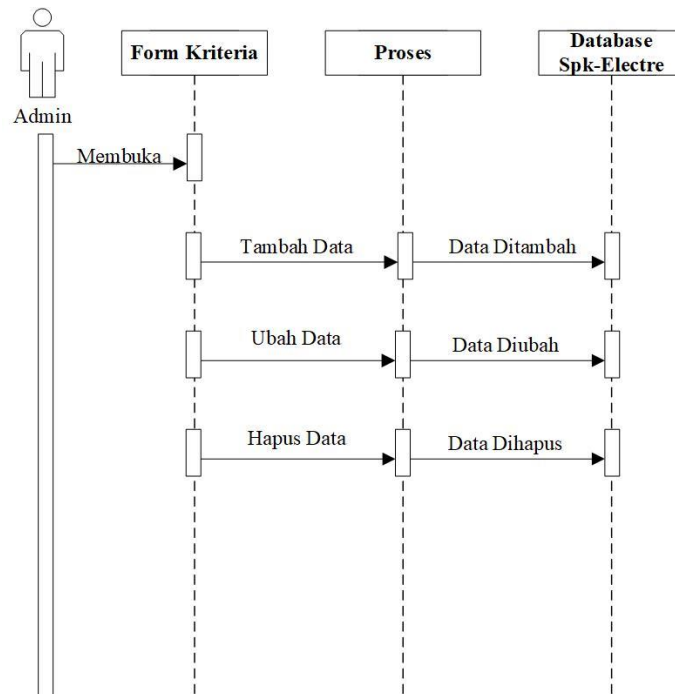 Form Kriteria
Proses
Database
Spk-Electre
Admin
Membuka
Tambah Data
Data Ditambah
Ubah Data
Data Diubah
Hapus Data
Data Dihapus